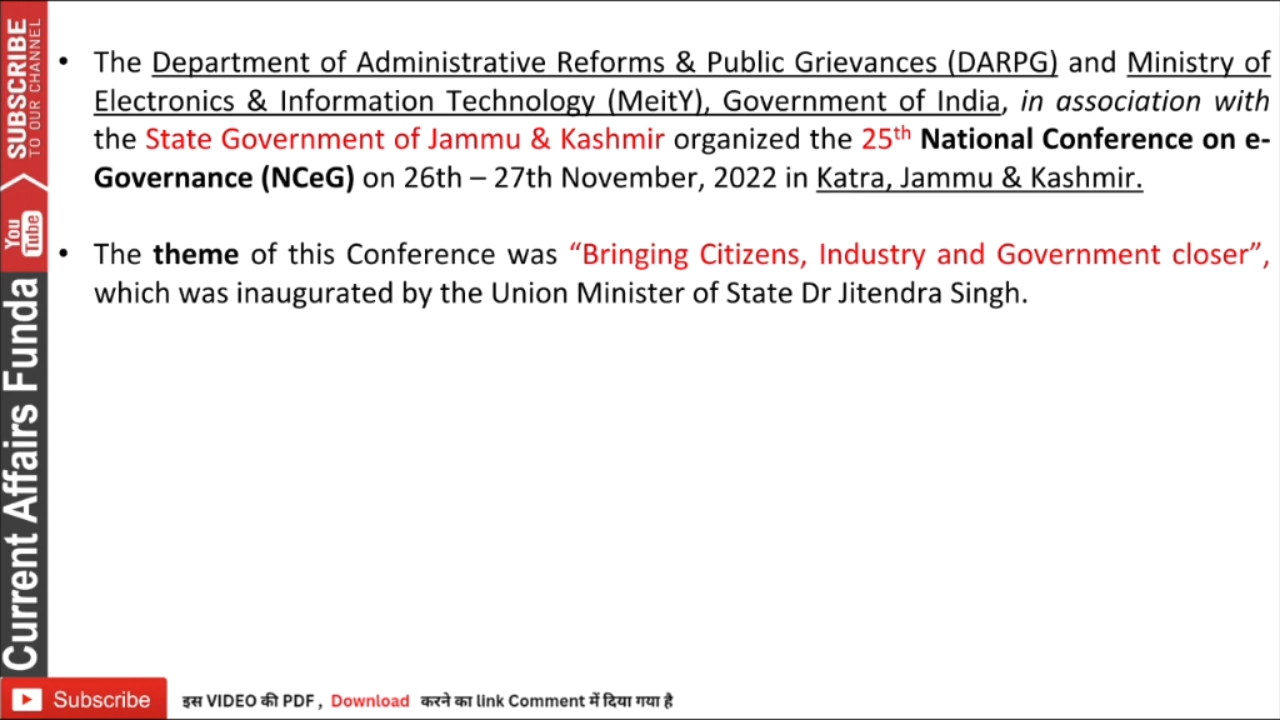 • The Department of Administrative Reforms & Public Grievances (DARPG) and Ministry of
Electronics & Information Technology (MeitY), Government of India, in association with
the State Government of Jammu & Kashmir organized the 25th National Conference on e-
Governance (NCeG) on 26th – 27th November, 2022 in Katra, Jammu & Kashmir.
• The theme of this Conference was “Bringing Citizens, Industry and Government closer”,
which was inaugurated by the Union Minister of State Dr Jitendra Singh.
SUBSCRIBE
TO OUR CHANNEL
You
Tube
Current Affairs Funda
Subscribe
इस VIDEO की PDF , Download करने का link Comment में दिया गया है